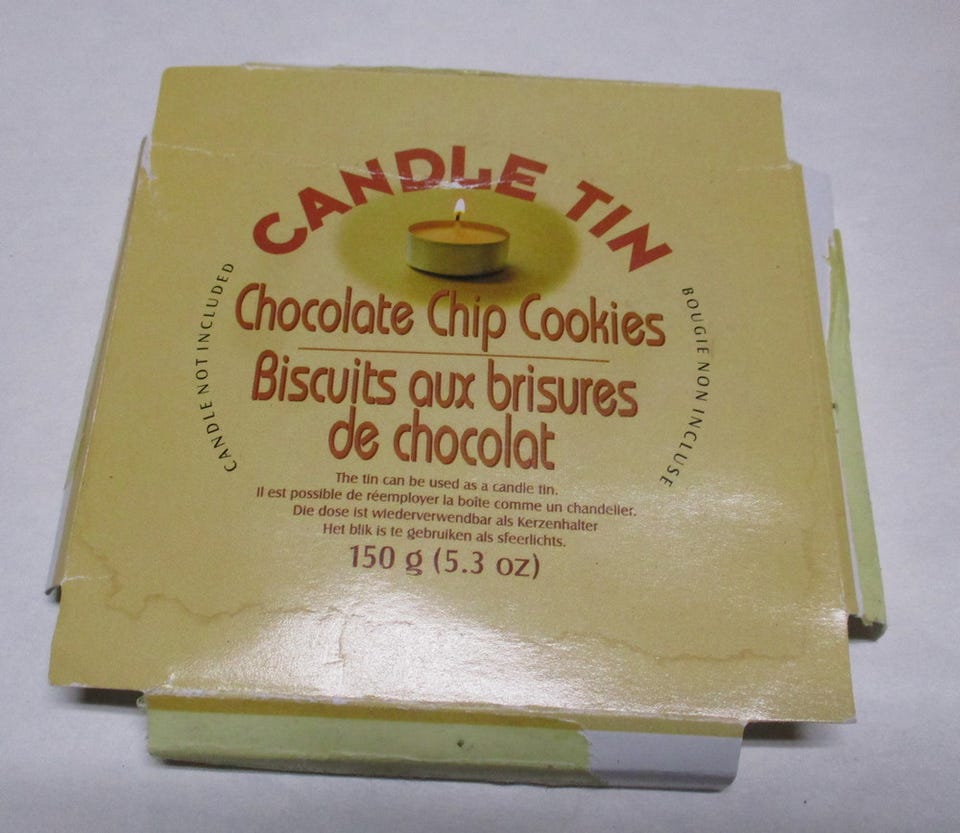 CANDLE TIN
CANDLE NOT INCLUDED
BOUGIE NON INCLUSE
Chocolate Chip Cookies
Biscuits aux brisures
de chocolat
The tin can be used as a candle tin.
Il est possible de réemployer la boîte comme un chandelier.
Die dose ist wiederverwendbar als Kerzenhalter
Het blik is te gebruiken als sfeerlichts.
150 g (5.3 oz)